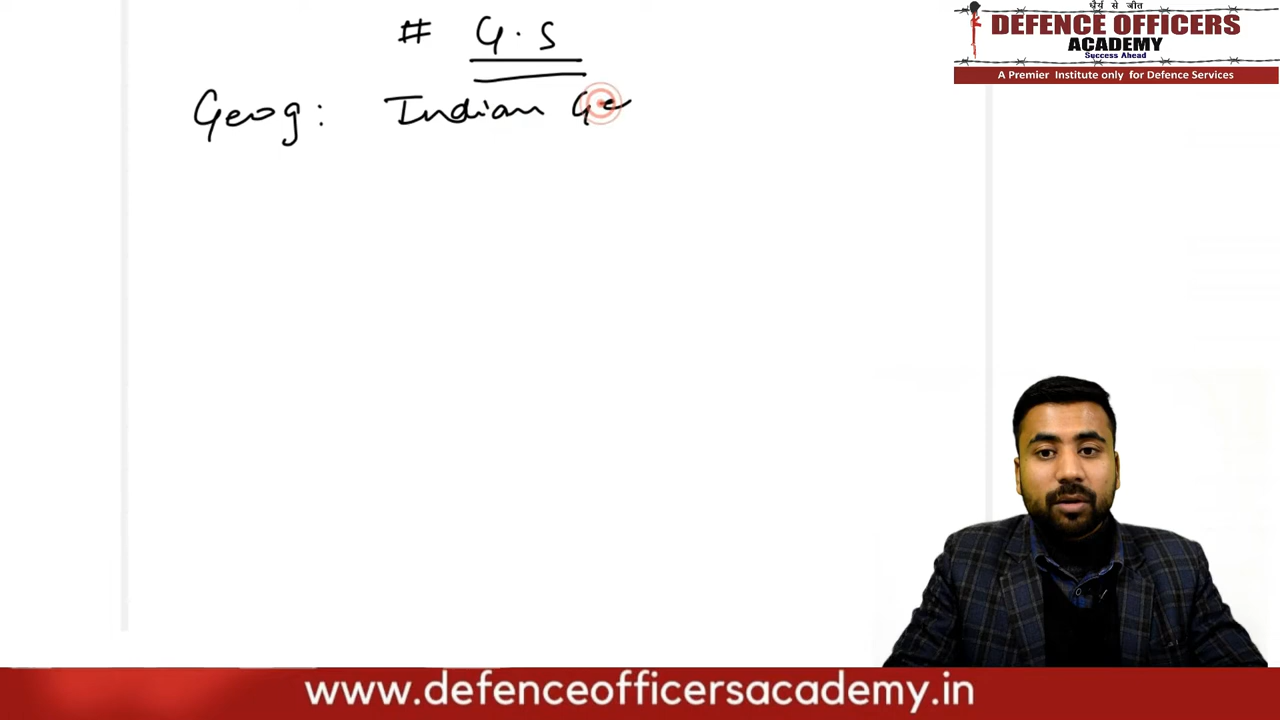 # G.S
Geog: Indian Ge
धैर्य से जीत
DEFENCE OFFICERS
ACADEMY
Success Ahead
A Premier Institute only for Defence Services
www.defenceofficersacademy.in